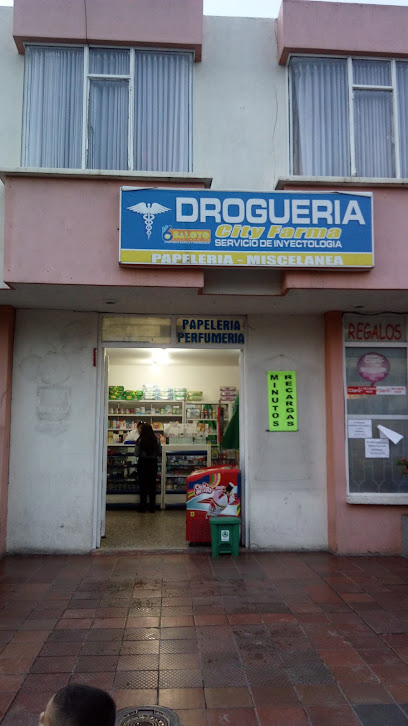 DROGUERIA
BALOTO
City Farma
SERVICIO DE INYECTOLOGIA
PAPELERIA - MISCELANEA
PAPELERIA
PERFUMERIA
REGALOS
MINUTOS
RECARGAS